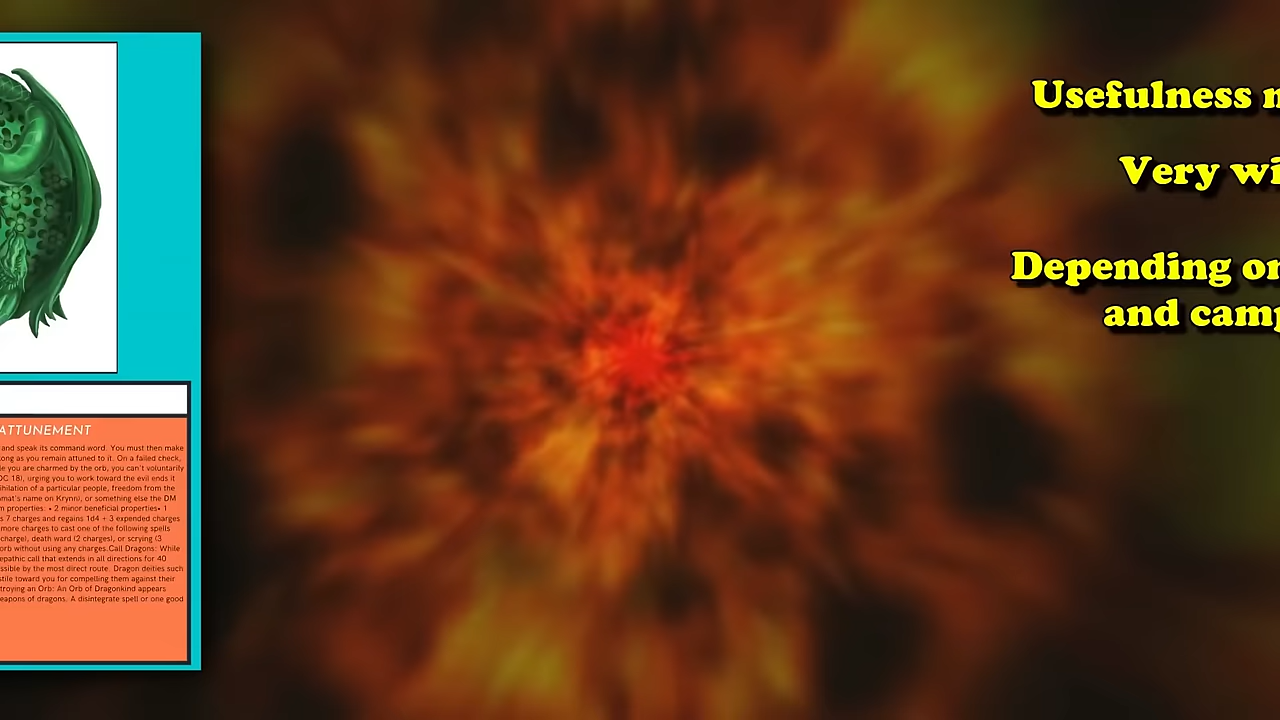 ATTUNEMENT
and speak its command word. You must then make
ong as you remain attuned to it. On a failed check,
le you are charmed by the orb, you can't voluntarily
DC 18), urging you to work toward the evil ends it
ihilation of a particular people, freedom from the
mat's name on Krynn), or something else the DM
m properties: • 2 minor beneficial properties• 1
s 7 charges and regains 1d4 + 3 expended charges
more charges to cast one of the following spells
charge), death ward (2 charges), or scrying (3
orb without using any charges.Call Dragons: While
epathic call that extends in all directions for 40
ssible by the most direct route. Dragon deities such
stile toward you for compelling them against their
troying an Orb: An Orb of Dragonkind appears
eapons of dragons. A disintegrate spell or one good
Usefulness
Very wi
Depending on
and camp